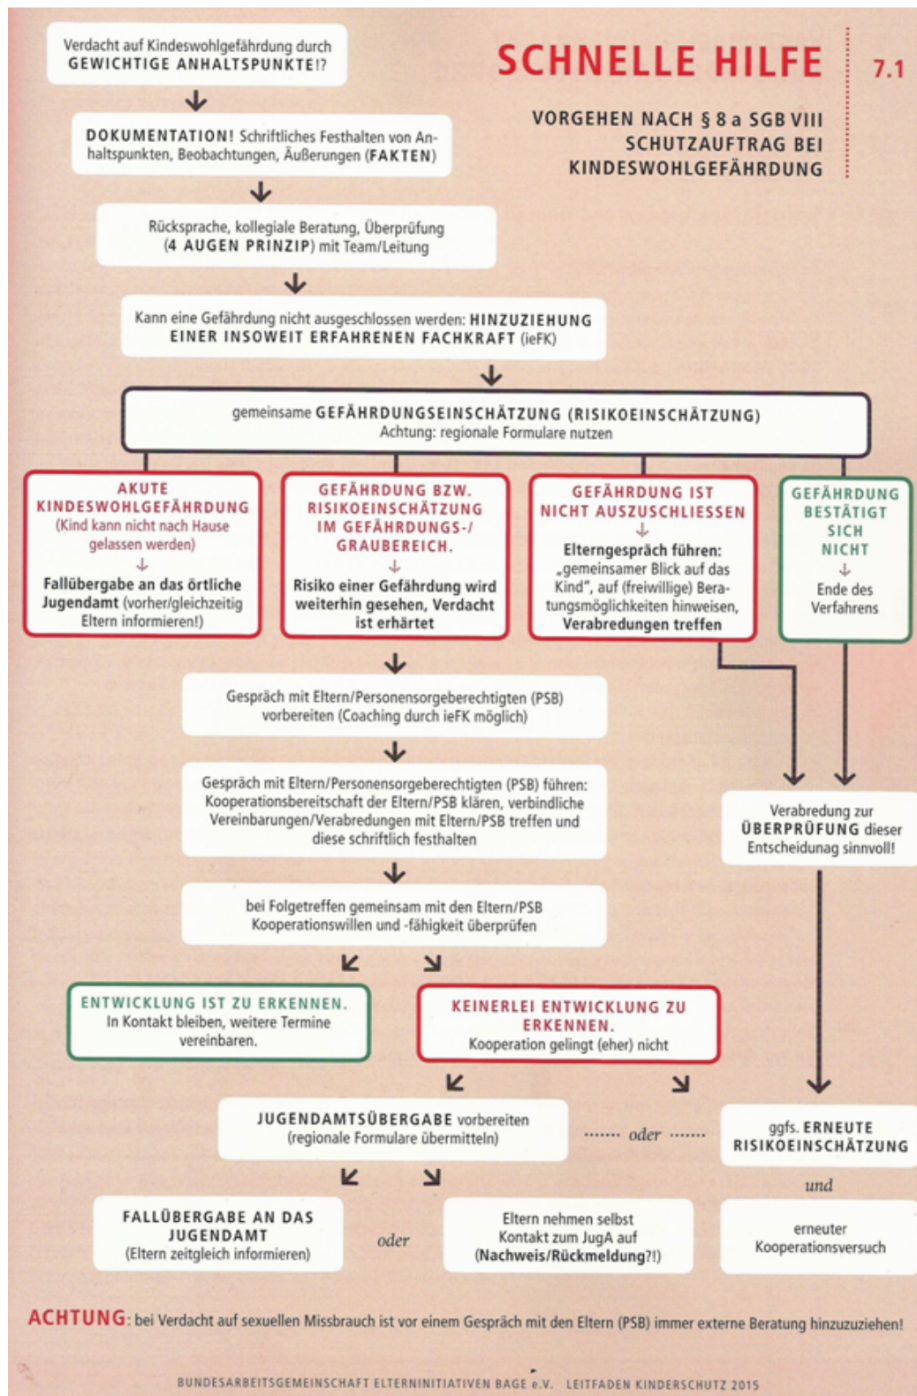 Verdacht auf Kindeswohlgefährdung durch
GEWICHTIGE ANHALTSPUNKTE!?
SCHNELLE HILFE
7.1
VORGEHEN NACH § 8 a SGB VIII
SCHUTZAUFTRAG BEI
KINDESWOHLGEFÄHRDUNG
DOKUMENTATION! Schriftliches Festhalten von An-
haltspunkten, Beobachtungen, Äußerungen (FAKTEN)
Rücksprache, kollegiale Beratung, Überprüfung
(4 AUGEN PRINZIP) mit Team/Leitung
Kann eine Gefährdung nicht ausgeschlossen werden: HINZUZIEHUNG
EINER INSOWEIT ERFAHRENEN FACHKRAFT (ieFK)
gemeinsame GEFÄHRDUNGSEINSCHÄTZUNG (RISIKOEINSCHÄTZUNG)
Achtung: regionale Formulare nutzen
AKUTE
KINDESWOHLGEFÄHRDUNG
(Kind kann nicht nach Hause
gelassen werden)
Fallübergabe an das örtliche
Jugendamt (vorher/gleichzeitig
Eltern informieren!)
GEFÄHRDUNG BZW.
RISIKOEINSCHÄTZUNG
IM GEFÄHRDUNGS-/
GRAUBEREICH.
Risiko einer Gefährdung wird
weiterhin gesehen, Verdacht
ist erhärtet
GEFÄHRDUNG IST
NICHT AUSZUSCHLIESSEN
Elterngespräch führen:
„gemeinsamer Blick auf das
Kind", auf (freiwillige) Bera-
tungsmöglichkeiten hinweisen,
Verabredungen treffen
GEFÄHRDUNG
BESTÄTIGT
SICH
NICHT
Ende des
Verfahrens
Gespräch mit Eltern/Personensorgeberechtigten (PSB)
vorbereiten (Coaching durch ieFK möglich)
Gespräch mit Eltern/Personensorgeberechtigten (PSB) führen:
Kooperationsbereitschaft der Eltern/PSB klären, verbindliche
Vereinbarungen/Verabredungen mit Eltern/PSB treffen und
diese schriftlich festhalten
Verabredung zur
ÜBERPRÜFUNG dieser
Entscheidunag sinnvoll!
bei Folgetreffen gemeinsam mit den Eltern/PSB
Kooperationswillen und -fähigkeit überprüfen
ENTWICKLUNG IST ZU ERKENNEN.
In Kontakt bleiben, weitere Termine
vereinbaren.
KEINERLEI ENTWICKLUNG ZU
ERKENNEN.
Kooperation gelingt (eher) nicht
JUGENDAMTSÜBERGABE vorbereiten
(regionale Formulare übermitteln)
....... oder .......
ggfs. ERNEUTE
RISIKOEINSCHÄTZUNG
und
erneuter
Kooperationsversuch
FALLÜBERGABE AN DAS
JUGENDAMT
(Eltern zeitgleich informieren)
oder
Eltern nehmen selbst
Kontakt zum JugA auf
(Nachweis/Rückmeldung?!)
ACHTUNG: bei Verdacht auf sexuellen Missbrauch ist vor einem Gespräch mit den Eltern (PSB) immer externe Beratung hinzuzuziehen!
BUNDESARBEITSGEMEINSCHAFT ELTERNINITIATIVEN BAGE e.V. LEITFADEN KINDERSCHUTZ 2015